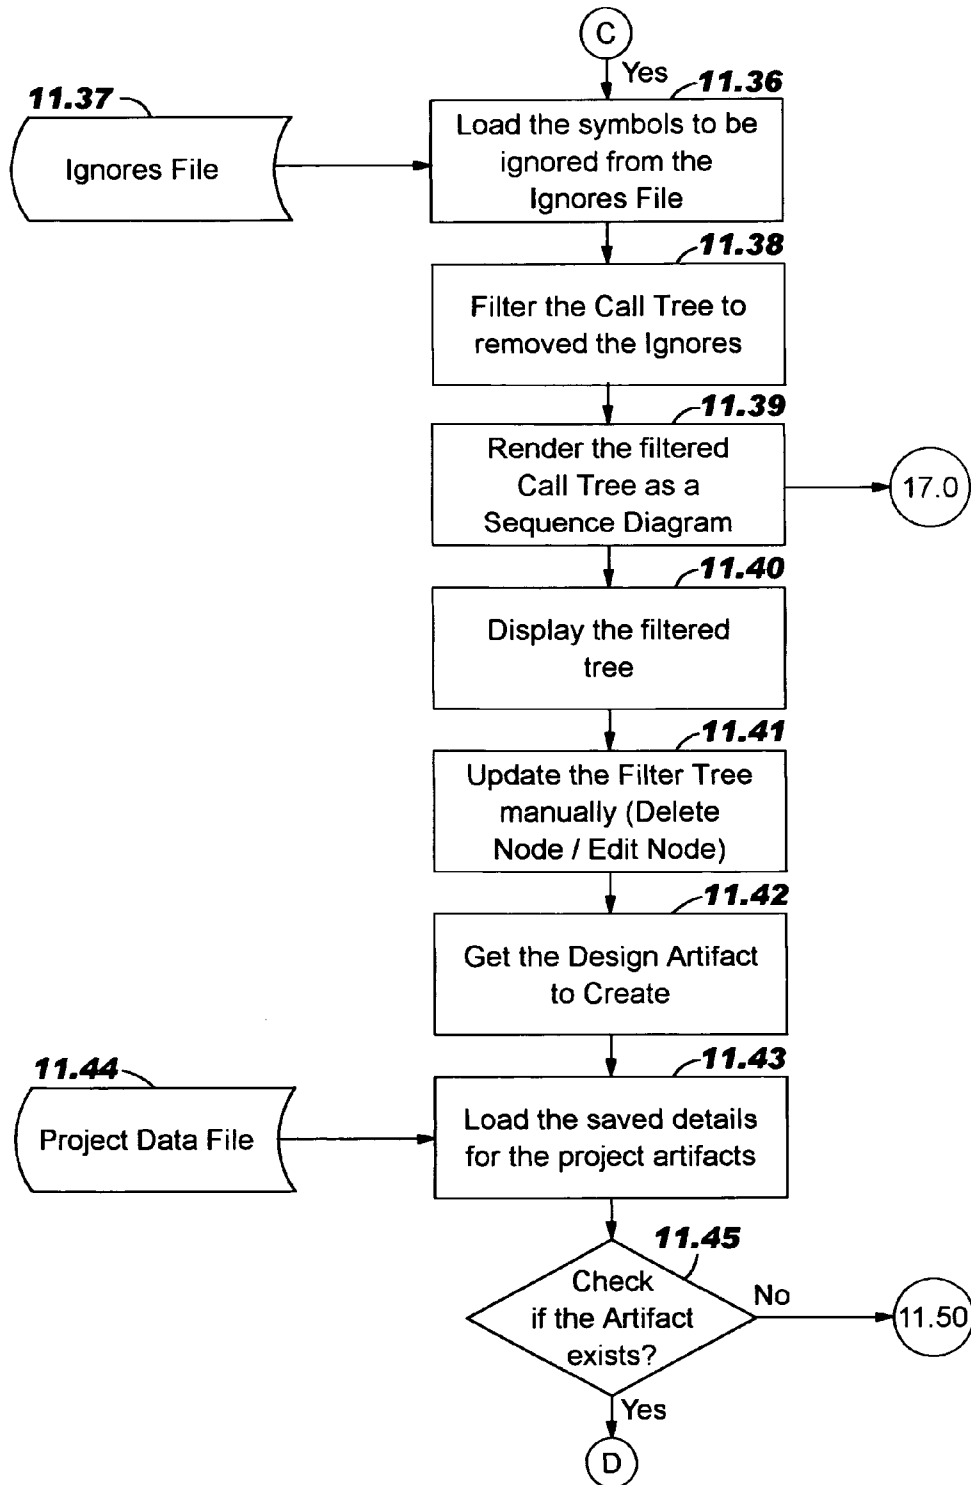 C
Yes
11.36
11.37
Load the symbols to be
ignored from the
Ignores File
Ignores File
11.38
Filter the Call Tree to
removed the Ignores
11.39
Render the filtered
Call Tree as a
Sequence Diagram
17.0
11.40
Display the filtered
tree
11.41
Update the Filter Tree
manually (Delete
Node / Edit Node)
11.42
Get the Design Artifact
to Create
11.43
11.44
Load the saved details
for the project artifacts
Project Data File
11.45
Check
if the Artifact
exists?
No
11.50
Yes
D